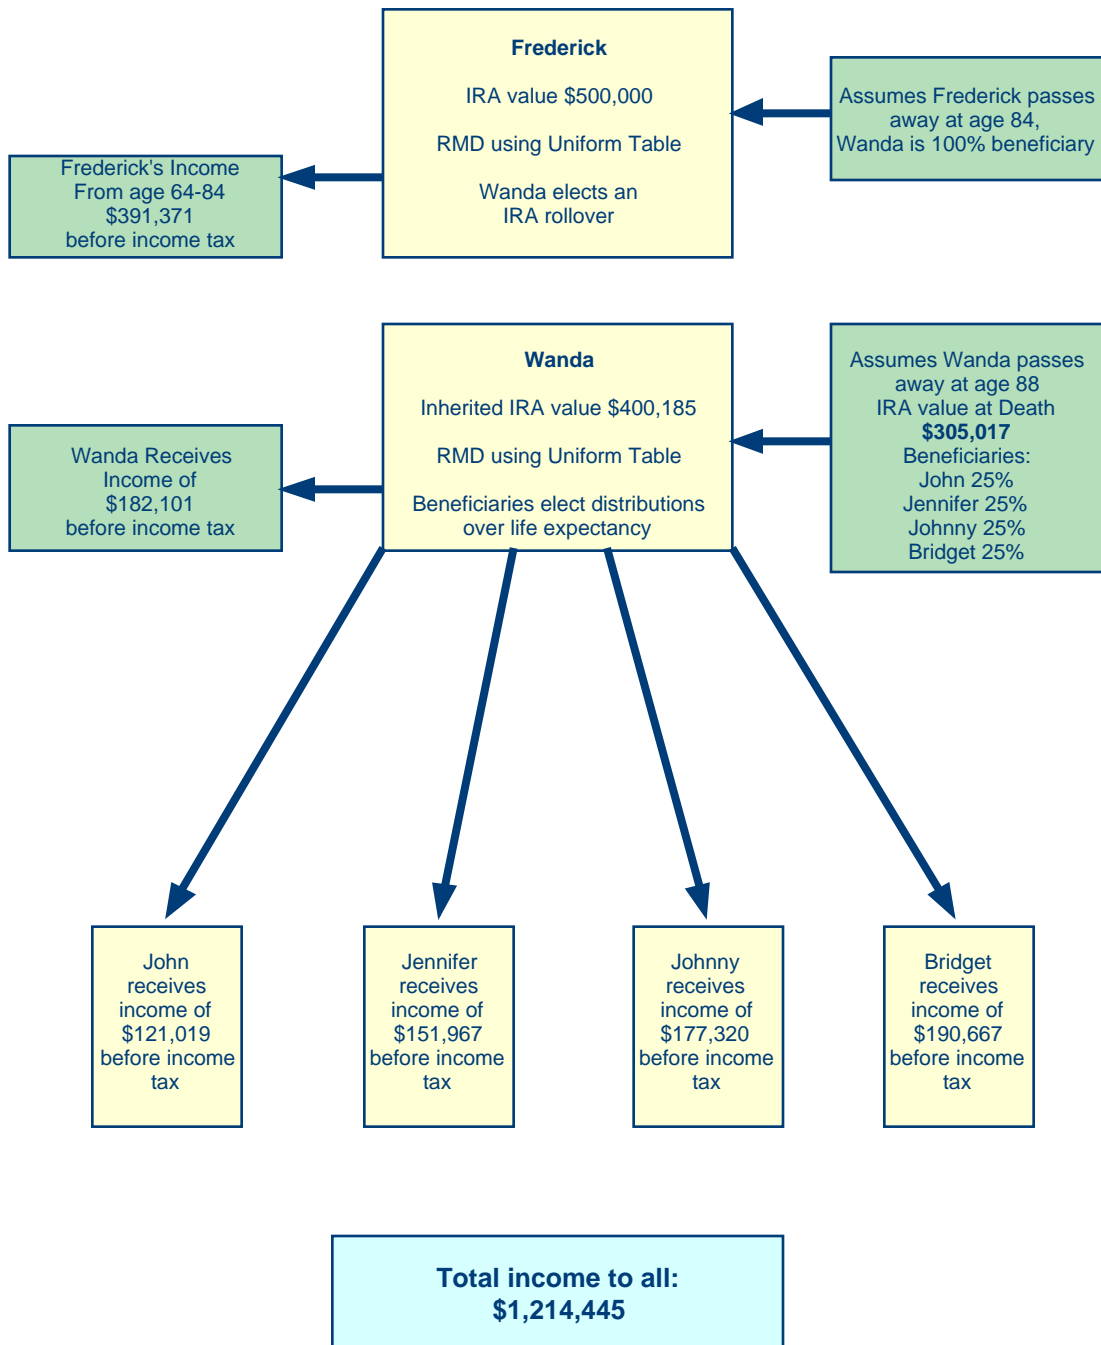 Frederick
IRA value $500,000
RMD using Uniform Table
Wanda elects an
IRA rollover
Assumes Frederick passes
away at age 84,
Wanda is 100% beneficiary
Frederick's Income
From age 64-84
$391,371
before income tax
Wanda
Inherited IRA value $400,185
RMD using Uniform Table
Beneficiaries elect distributions
over life expectancy
Assumes Wanda passes
away at age 88
IRA value at Death
$305,017
Beneficiaries:
John 25%
Jennifer 25%
Johnny 25%
Bridget 25%
Wanda Receives
Income of
$182,101
before income tax
John
receives
income of
$121,019
before income
tax
Jennifer
receives
income of
$151,967
before income
tax
Johnny
receives
income of
$177,320
before income
tax
Bridget
receives
income of
$190,667
before income
tax
Total income to all:
$1,214,445